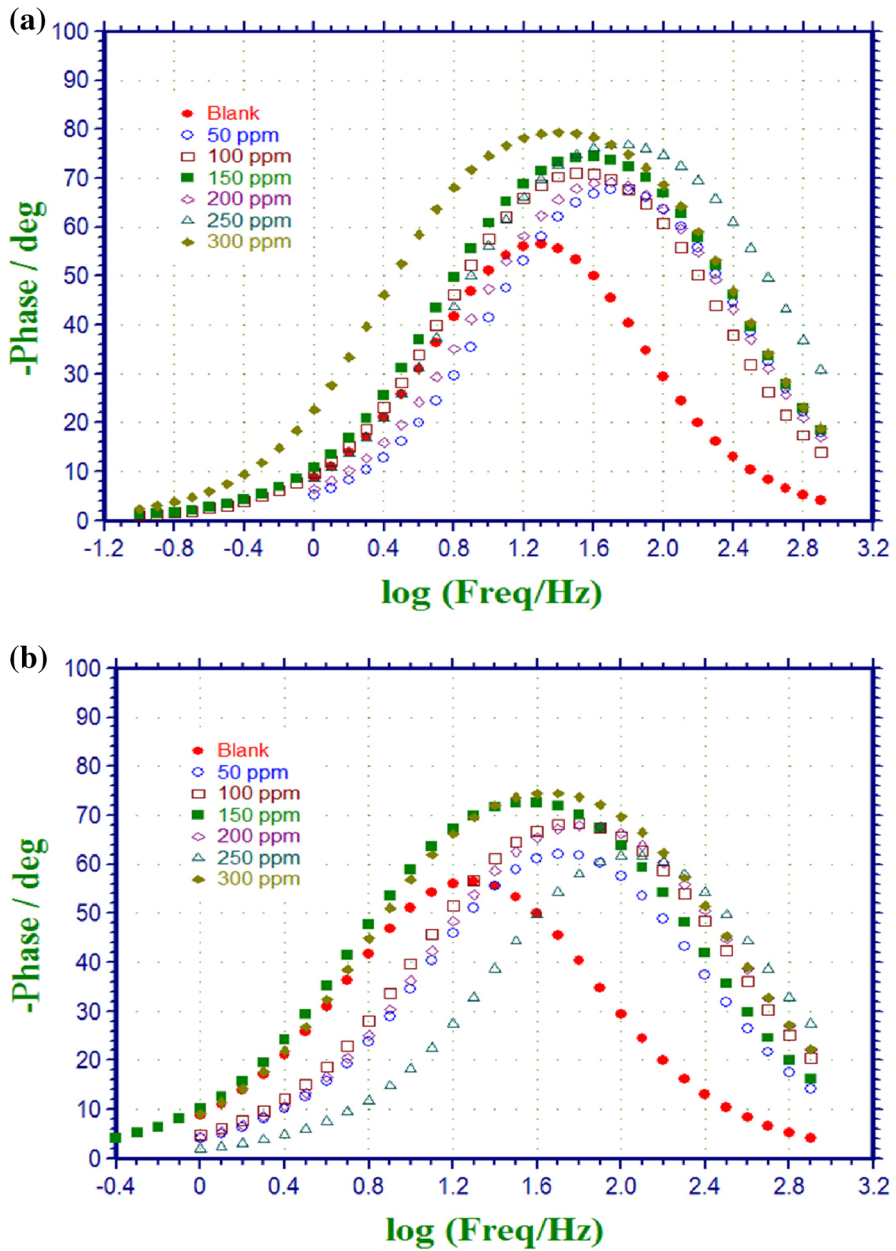 (a)
100
90
80
70
60
50
40
30
20
10
0
-Phase / deg
Blank
50 ppm
100 ppm
150 ppm
200 ppm
250 ppm
300 ppm
-1.2 -0.8 -0.4 0 0.4 0.8 1.2 1.6 2.0 2.4 2.8 3.2
log (Freq/Hz)
(b)
100
90
80
70
60
50
40
30
20
10
0
-Phase / deg
Blank
50 ppm
100 ppm
150 ppm
200 ppm
250 ppm
300 ppm
-0.4 0 0.4 0.8 1.2 1.6 2.0 2.4 2.8 3.2
log (Freq/Hz)